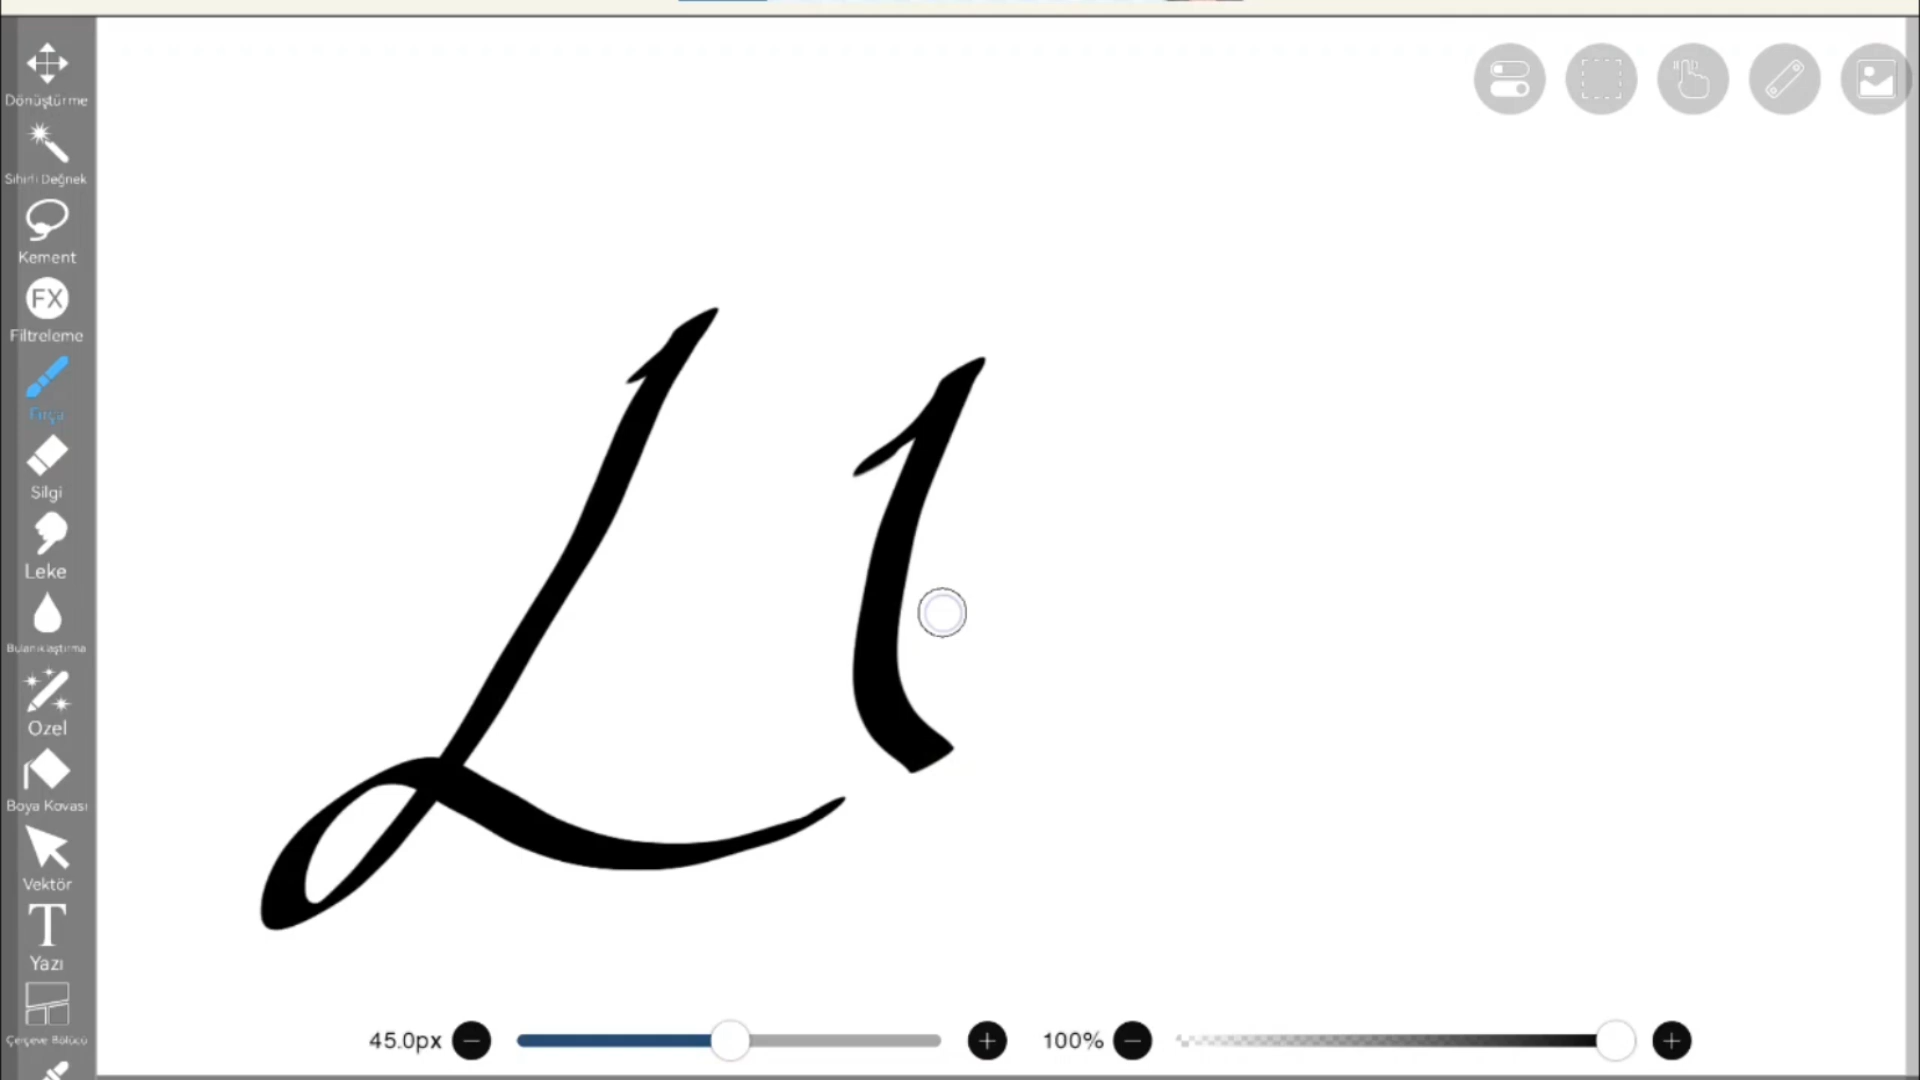 Dönüştürme
Sihirli Değnek
Kement
FX
Filtreleme
Fırça
Silgi
Leke
Bulanıklaştırma
Özel
Boya Kovası
Vektör
T
Yazı
Çerçeve Bölücü
L
45.0px
100%